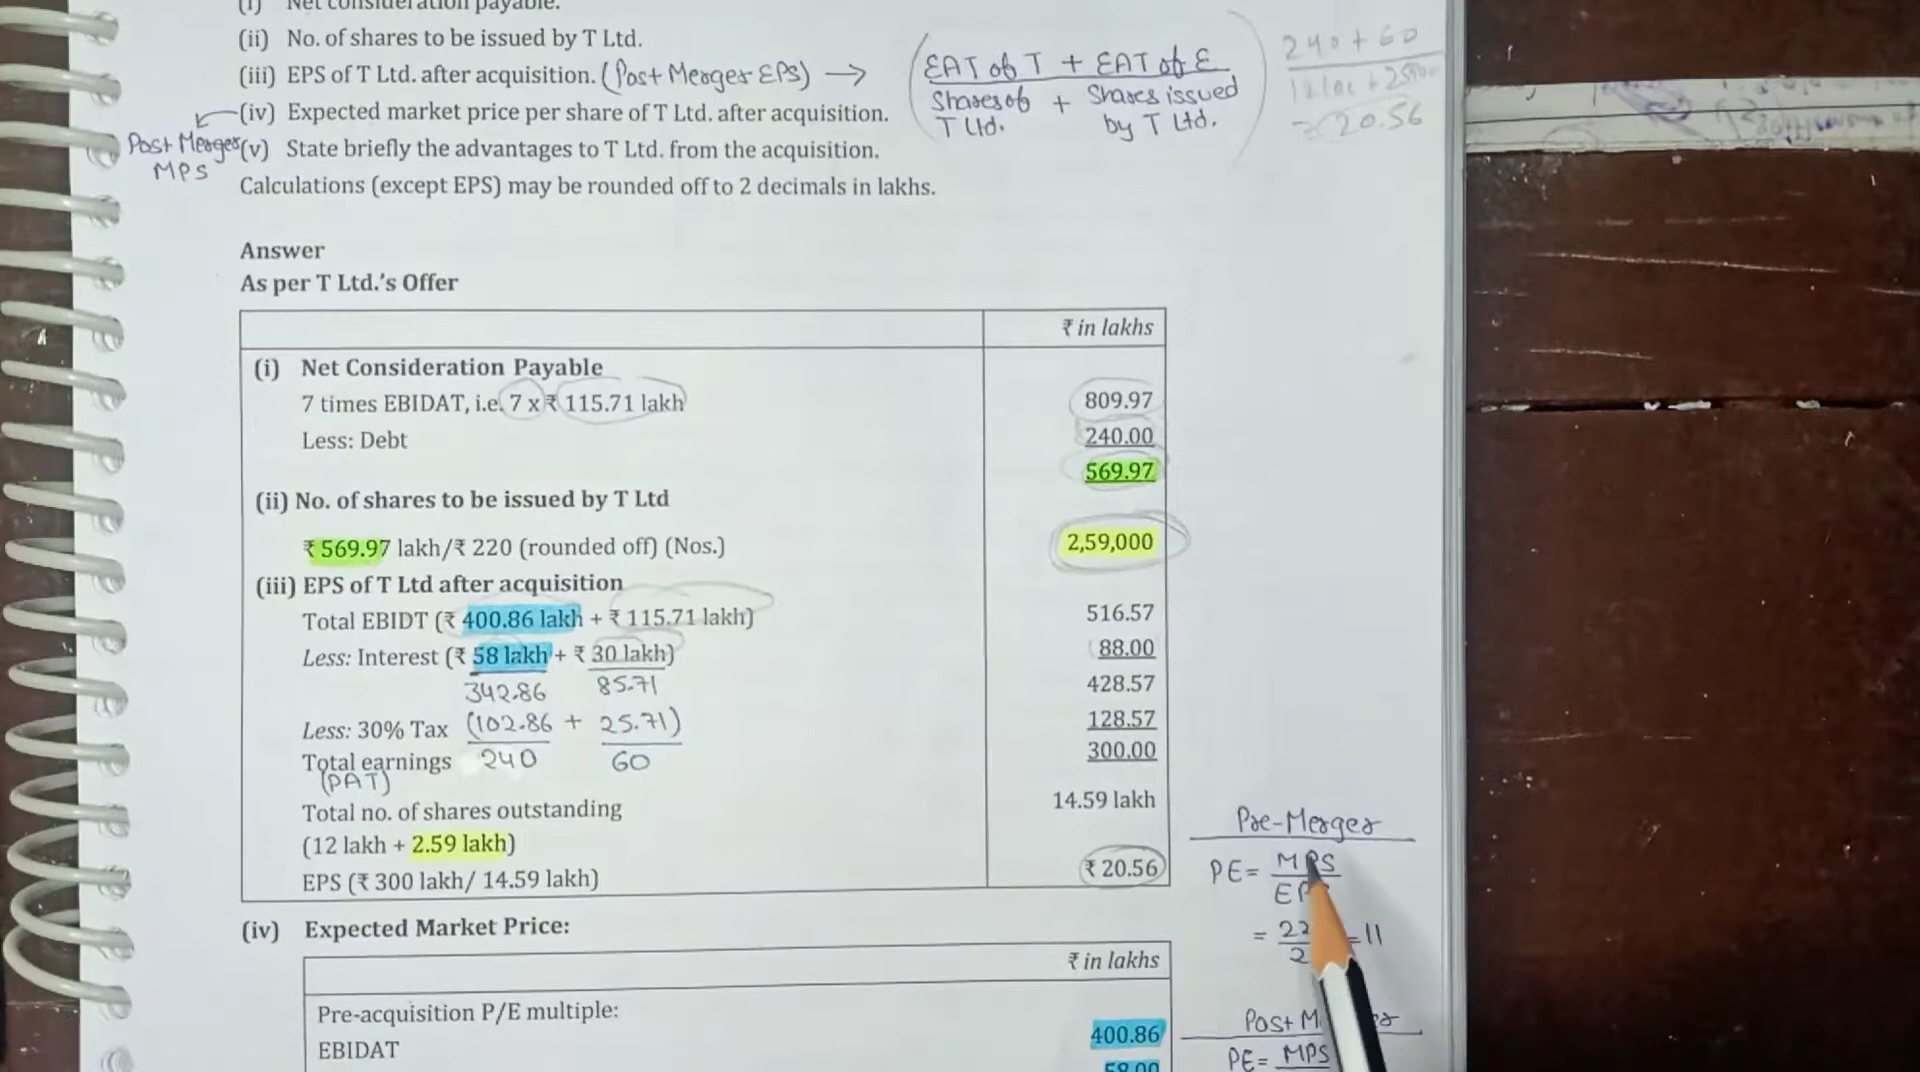 (i) Net consideration payable.
(ii) No. of shares to be issued by T Ltd.
(iii) EPS of T Ltd. after acquisition. (Post Merger EPS) →
EAT of T + EAT of E
Shares of T Ltd. + Shares issued by T Ltd.
240 + 60
= 20.56
(iv) Expected market price per share of T Ltd. after acquisition.
Post Merger MPS
(v) State briefly the advantages to T Ltd. from the acquisition.
Calculations (except EPS) may be rounded off to 2 decimals in lakhs.
Answer
As per T Ltd.'s Offer
₹ in lakhs
(i) Net Consideration Payable
7 times EBIDAT, i.e. 7 x ₹ 115.71 lakh 809.97
Less: Debt 240.00
569.97
(ii) No. of shares to be issued by T Ltd
₹ 569.97 lakh/₹ 220 (rounded off) (Nos.) 2,59,000
(iii) EPS of T Ltd after acquisition
Total EBIDT (₹ 400.86 lakh + ₹ 115.71 lakh) 516.57
Less: Interest (₹ 58 lakh + ₹ 30 lakh) 88.00
342.86 85.71 428.57
Less: 30% Tax (102.86 + 25.71) 128.57
Total earnings 240 60 300.00
(PAT)
Total no. of shares outstanding 14.59 lakh
(12 lakh + 2.59 lakh)
EPS (₹ 300 lakh/ 14.59 lakh) ₹ 20.56
Pre-Merger
PE = MPS
= 11
(iv) Expected Market Price:
₹ in lakhs
Pre-acquisition P/E multiple:
EBIDAT 400.86
58.00
Post
PE = MPS